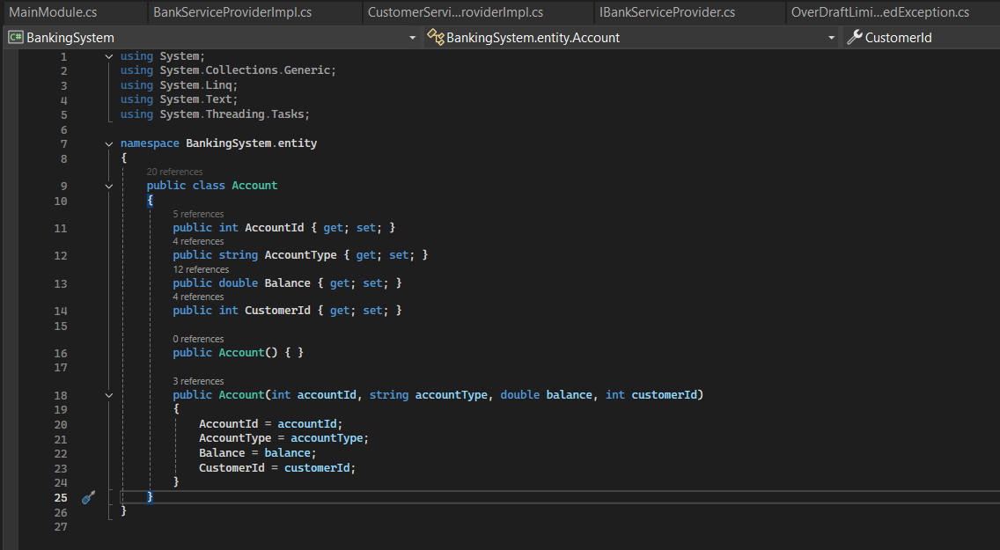 MainModule.cs BankServiceProviderImpl.cs CustomerServi...roviderImpl.cs IBankServiceProvider.cs OverDraftLimi...edException.cs
C# BankingSystem BankingSystem.entity.Account CustomerId
1 using System;
2 using System.Collections.Generic;
3 using System.Linq;
4 using System.Text;
5 using System.Threading.Tasks;
6
7 namespace BankingSystem.entity
8 {
20 references
9 public class Account
10 {
5 references
11 public int AccountId { get; set; }
4 references
12 public string AccountType { get; set; }
12 references
13 public double Balance { get; set; }
4 references
14 public int CustomerId { get; set; }
15
0 references
16 public Account() { }
17
3 references
18 public Account(int accountId, string accountType, double balance, int customerId)
19 {
20 AccountId = accountId;
21 AccountType = accountType;
22 Balance = balance;
23 CustomerId = customerId;
24 }
25 }
26 }
27